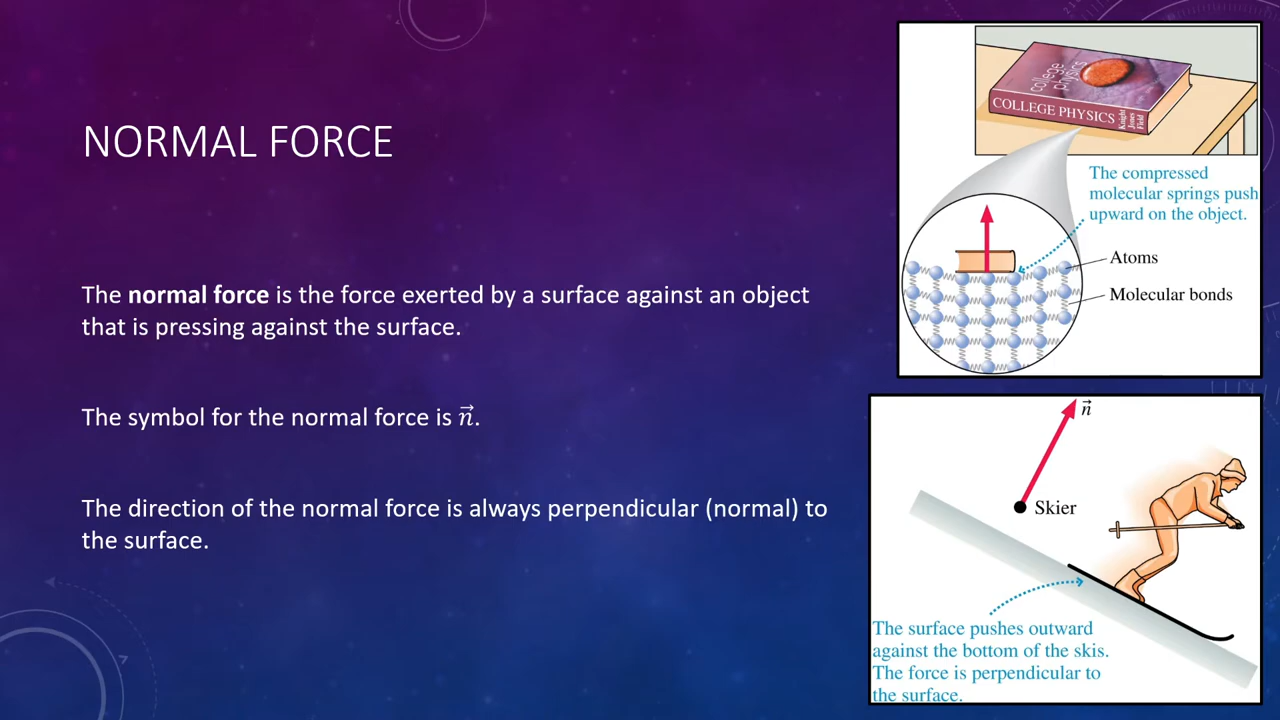 NORMAL FORCE
The normal force is the force exerted by a surface against an object
that is pressing against the surface.
The symbol for the normal force is n⃗.
The direction of the normal force is always perpendicular (normal) to
the surface.
college
physics
COLLEGE PHYSICS
Knight
Jones
Field
The compressed
molecular springs push
upward on the object.
Atoms
Molecular bonds
n⃗
Skier
The surface pushes outward
against the bottom of the skis.
The force is perpendicular to
the surface.